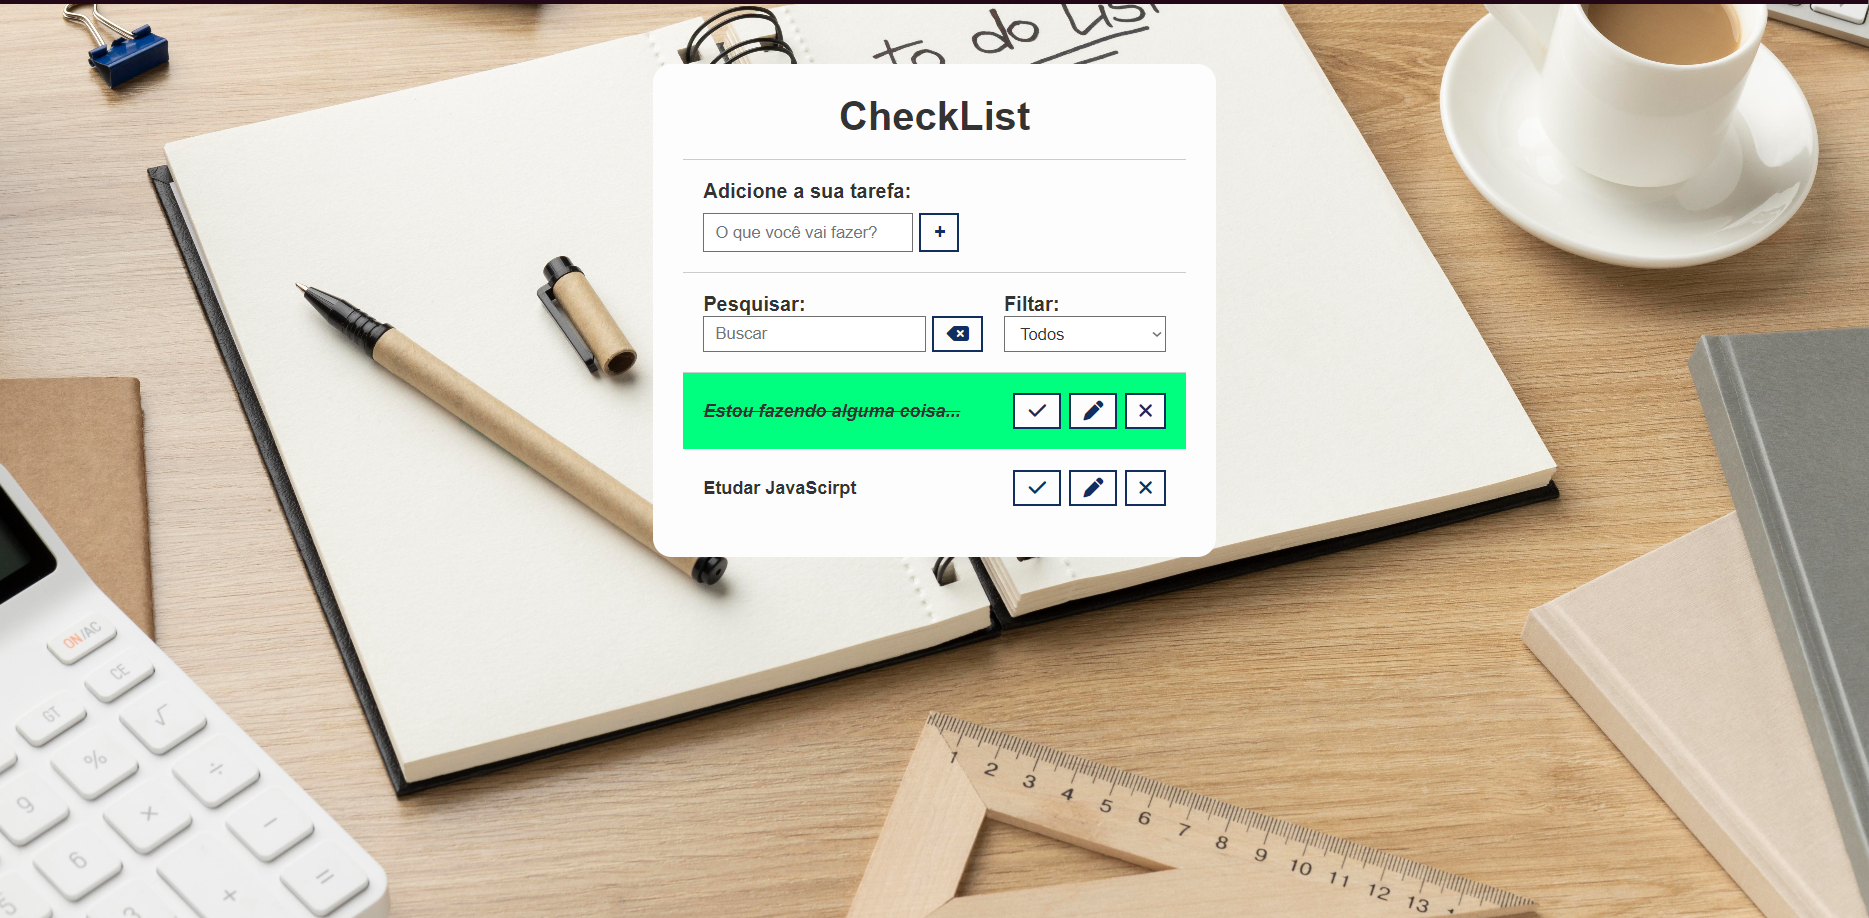 to do List
CheckList
Adicione a sua tarefa:
O que você vai fazer?
+
Pesquisar:
Filtar:
Buscar
Todos
Estou fazendo alguma coisa...
Etudar JavaScirpt
ON/AC
CE
GT
√
% ÷
9 × −
6 + =
5 3
1 2 3 4 5 6 7 8 9 10 11 12 13